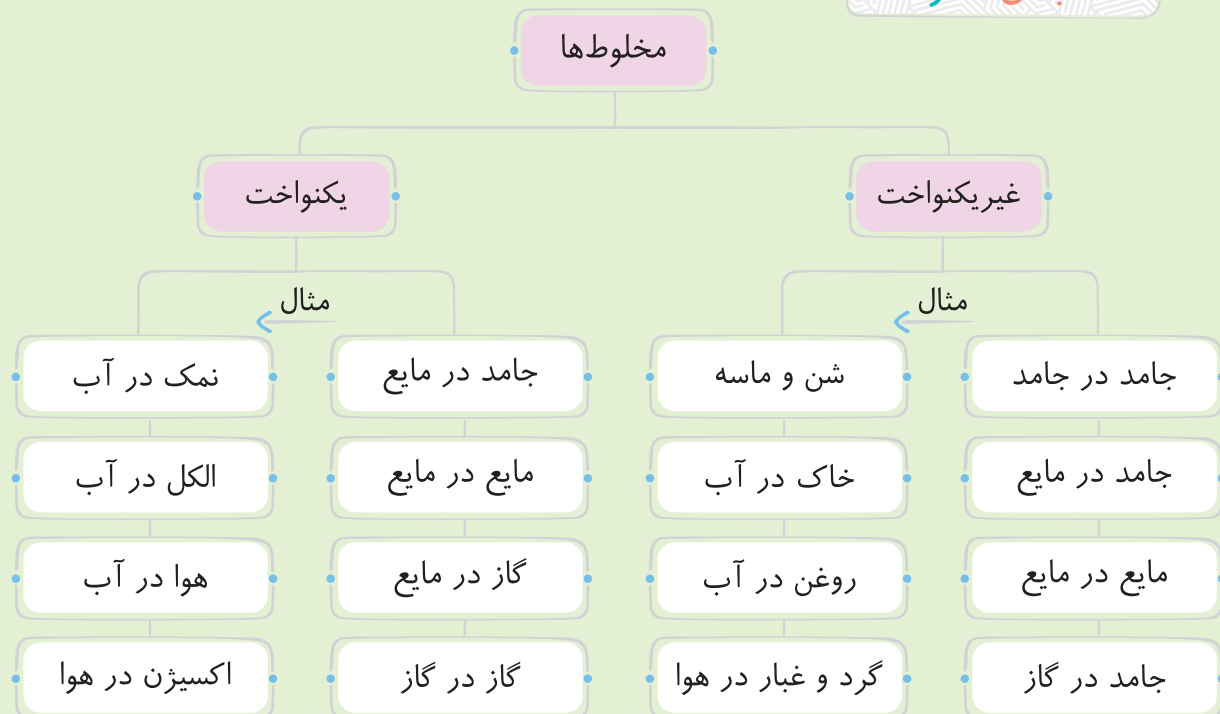 مخلوط‌ها
غیریکنواخت
یکنواخت
مثال
مثال
جامد در جامد
شن و ماسه
جامد در مایع
نمک در آب
جامد در مایع
خاک در آب
مایع در مایع
الکل در آب
مایع در مایع
روغن در آب
گاز در مایع
هوا در آب
جامد در گاز
گرد و غبار در هوا
گاز در گاز
اکسیژن در هوا